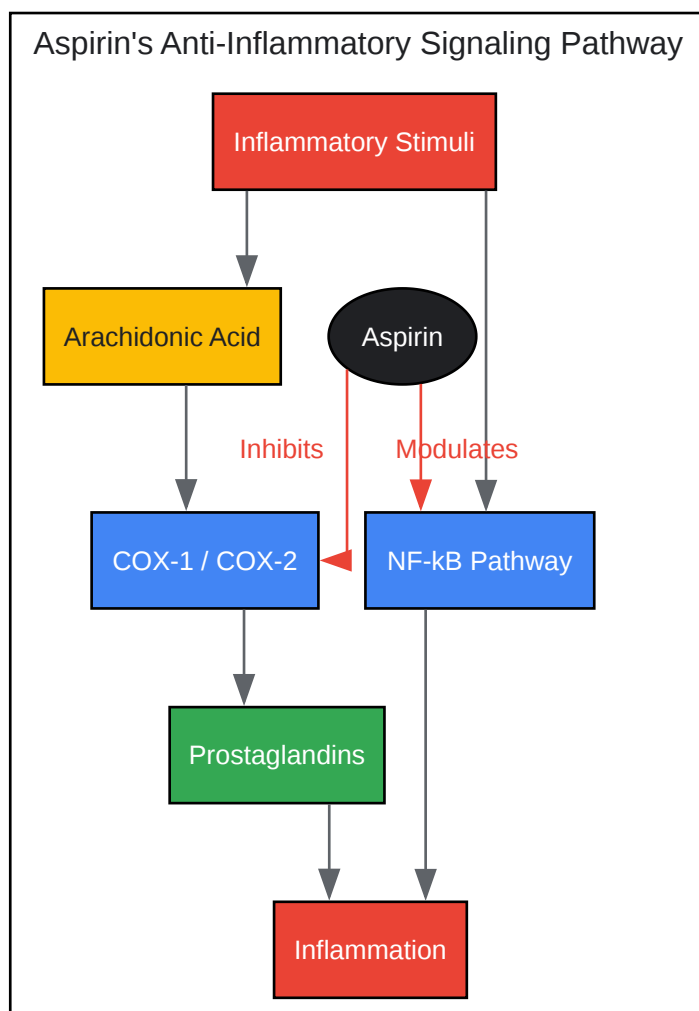 Aspirin's Anti-Inflammatory Signaling Pathway
Inflammatory Stimuli
Arachidonic Acid
Aspirin
Inhibits
Modulates
COX-1 / COX-2
NF-kB Pathway
Prostaglandins
Inflammation